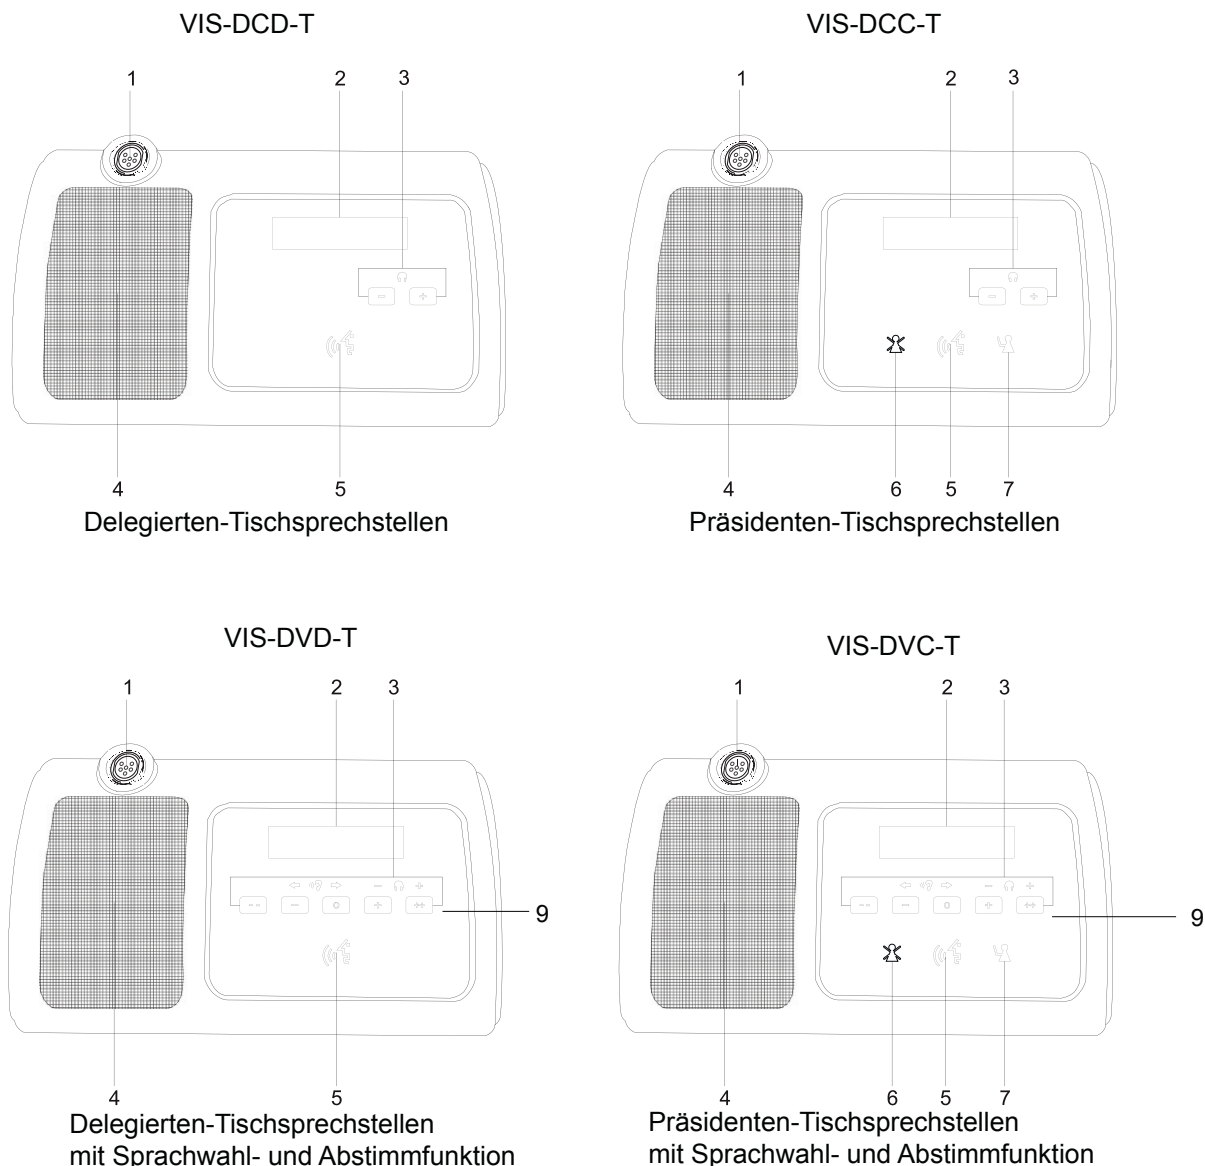 VIS-DCD-T
VIS-DCC-T
1 2 3
1 2 3
4 5
4 6 5 7
Delegierten-Tischsprechstellen
Präsidenten-Tischsprechstellen
VIS-DVD-T
VIS-DVC-T
1 2 3
1 2 3
9
9
4 5
4 6 5 7
Delegierten-Tischsprechstellen
mit Sprachwahl- und Abstimmfunktion
Präsidenten-Tischsprechstellen
mit Sprachwahl- und Abstimmfunktion